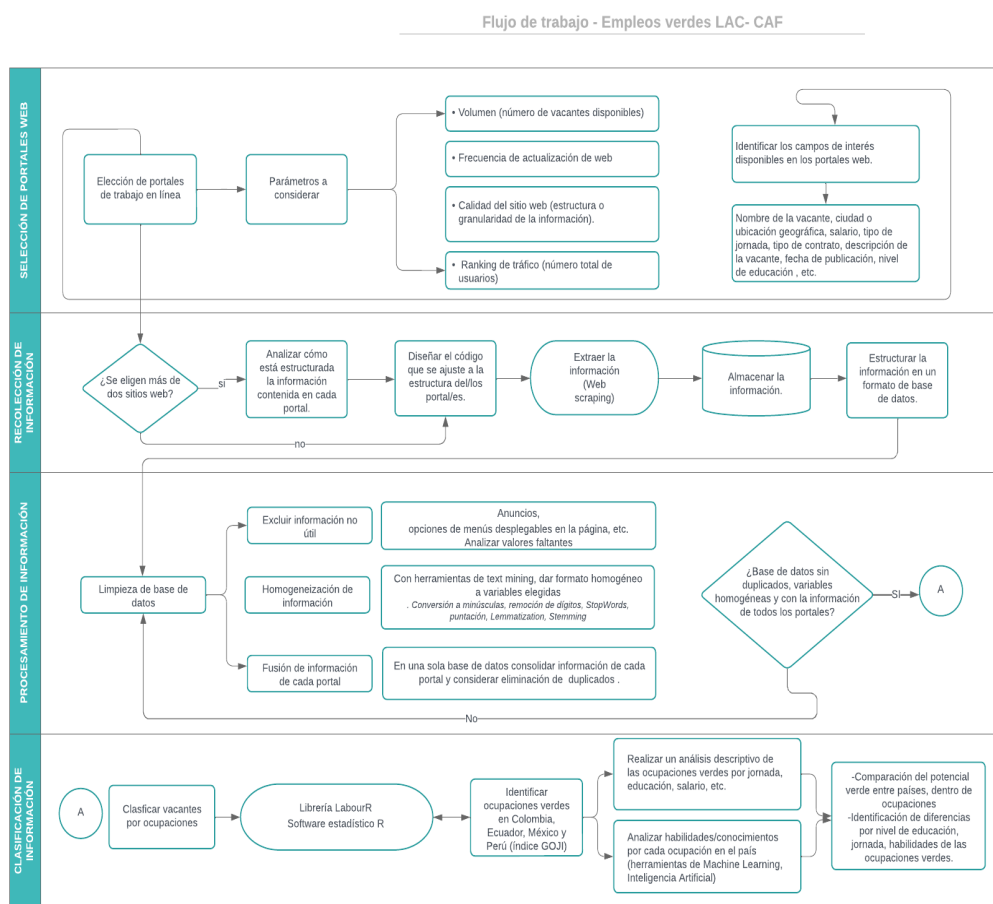 Flujo de trabajo - Empleos verdes LAC- CAF
SELECCIÓN DE PORTALES WEB
Elección de portales
de trabajo en línea
Parámetros a
considerar
• Volumen (número de vacantes disponibles)
• Frecuencia de actualización de web
• Calidad del sitio web (estructura o
granularidad de la información).
• Ranking de tráfico (número total de
usuarios)
Identificar los campos de interés
disponibles en los portales web.
Nombre de la vacante, ciudad o
ubicación geográfica, salario, tipo de
jornada, tipo de contrato, descripción de
la vacante, fecha de publicación, nivel
de educación , etc.
RECOLECCIÓN DE
INFORMACIÓN
¿Se eligen más de
dos sitios web?
sí
no
Analizar cómo
está estructurada
la información
contenida en cada
portal.
Diseñar el código
que se ajuste a la
estructura del/los
portal/es.
Extraer la
información
(Web
scraping)
Almacenar la
información.
Estructurar la
información en un
formato de base
de datos.
PROCESAMIENTO DE INFORMACIÓN
Limpieza de base de
datos
Excluir información no
útil
Anuncios,
opciones de menús desplegables en la página, etc.
Analizar valores faltantes
Homogeneización de
información
Con herramientas de text mining, dar formato homogéneo
a variables elegidas
. Conversión a minúsculas, remoción de dígitos, StopWords,
puntación, Lemmatization, Stemming
Fusión de información
de cada portal
En una sola base de datos consolidar información de cada
portal y considerar eliminación de duplicados .
¿Base de datos sin
duplicados, variables
homogéneas y con la información
de todos los portales?
SI
A
No
CLASIFICACIÓN DE
INFORMACIÓN
A
Clasficar vacantes
por ocupaciones
Librería LabourR
Software estadístico R
Identificar
ocupaciones verdes
en Colombia,
Ecuador, México y
Perú (índice GOJI)
Realizar un análisis descriptivo de
las ocupaciones verdes por jornada,
educación, salario, etc.
Analizar habilidades/conocimientos
por cada ocupación en el país
(herramientas de Machine Learning,
Inteligencia Artificial)
-Comparación del potencial
verde entre países, dentro de
ocupaciones
-Identificación de diferencias
por nivel de educación,
jornada, habilidades de las
ocupaciones verdes.